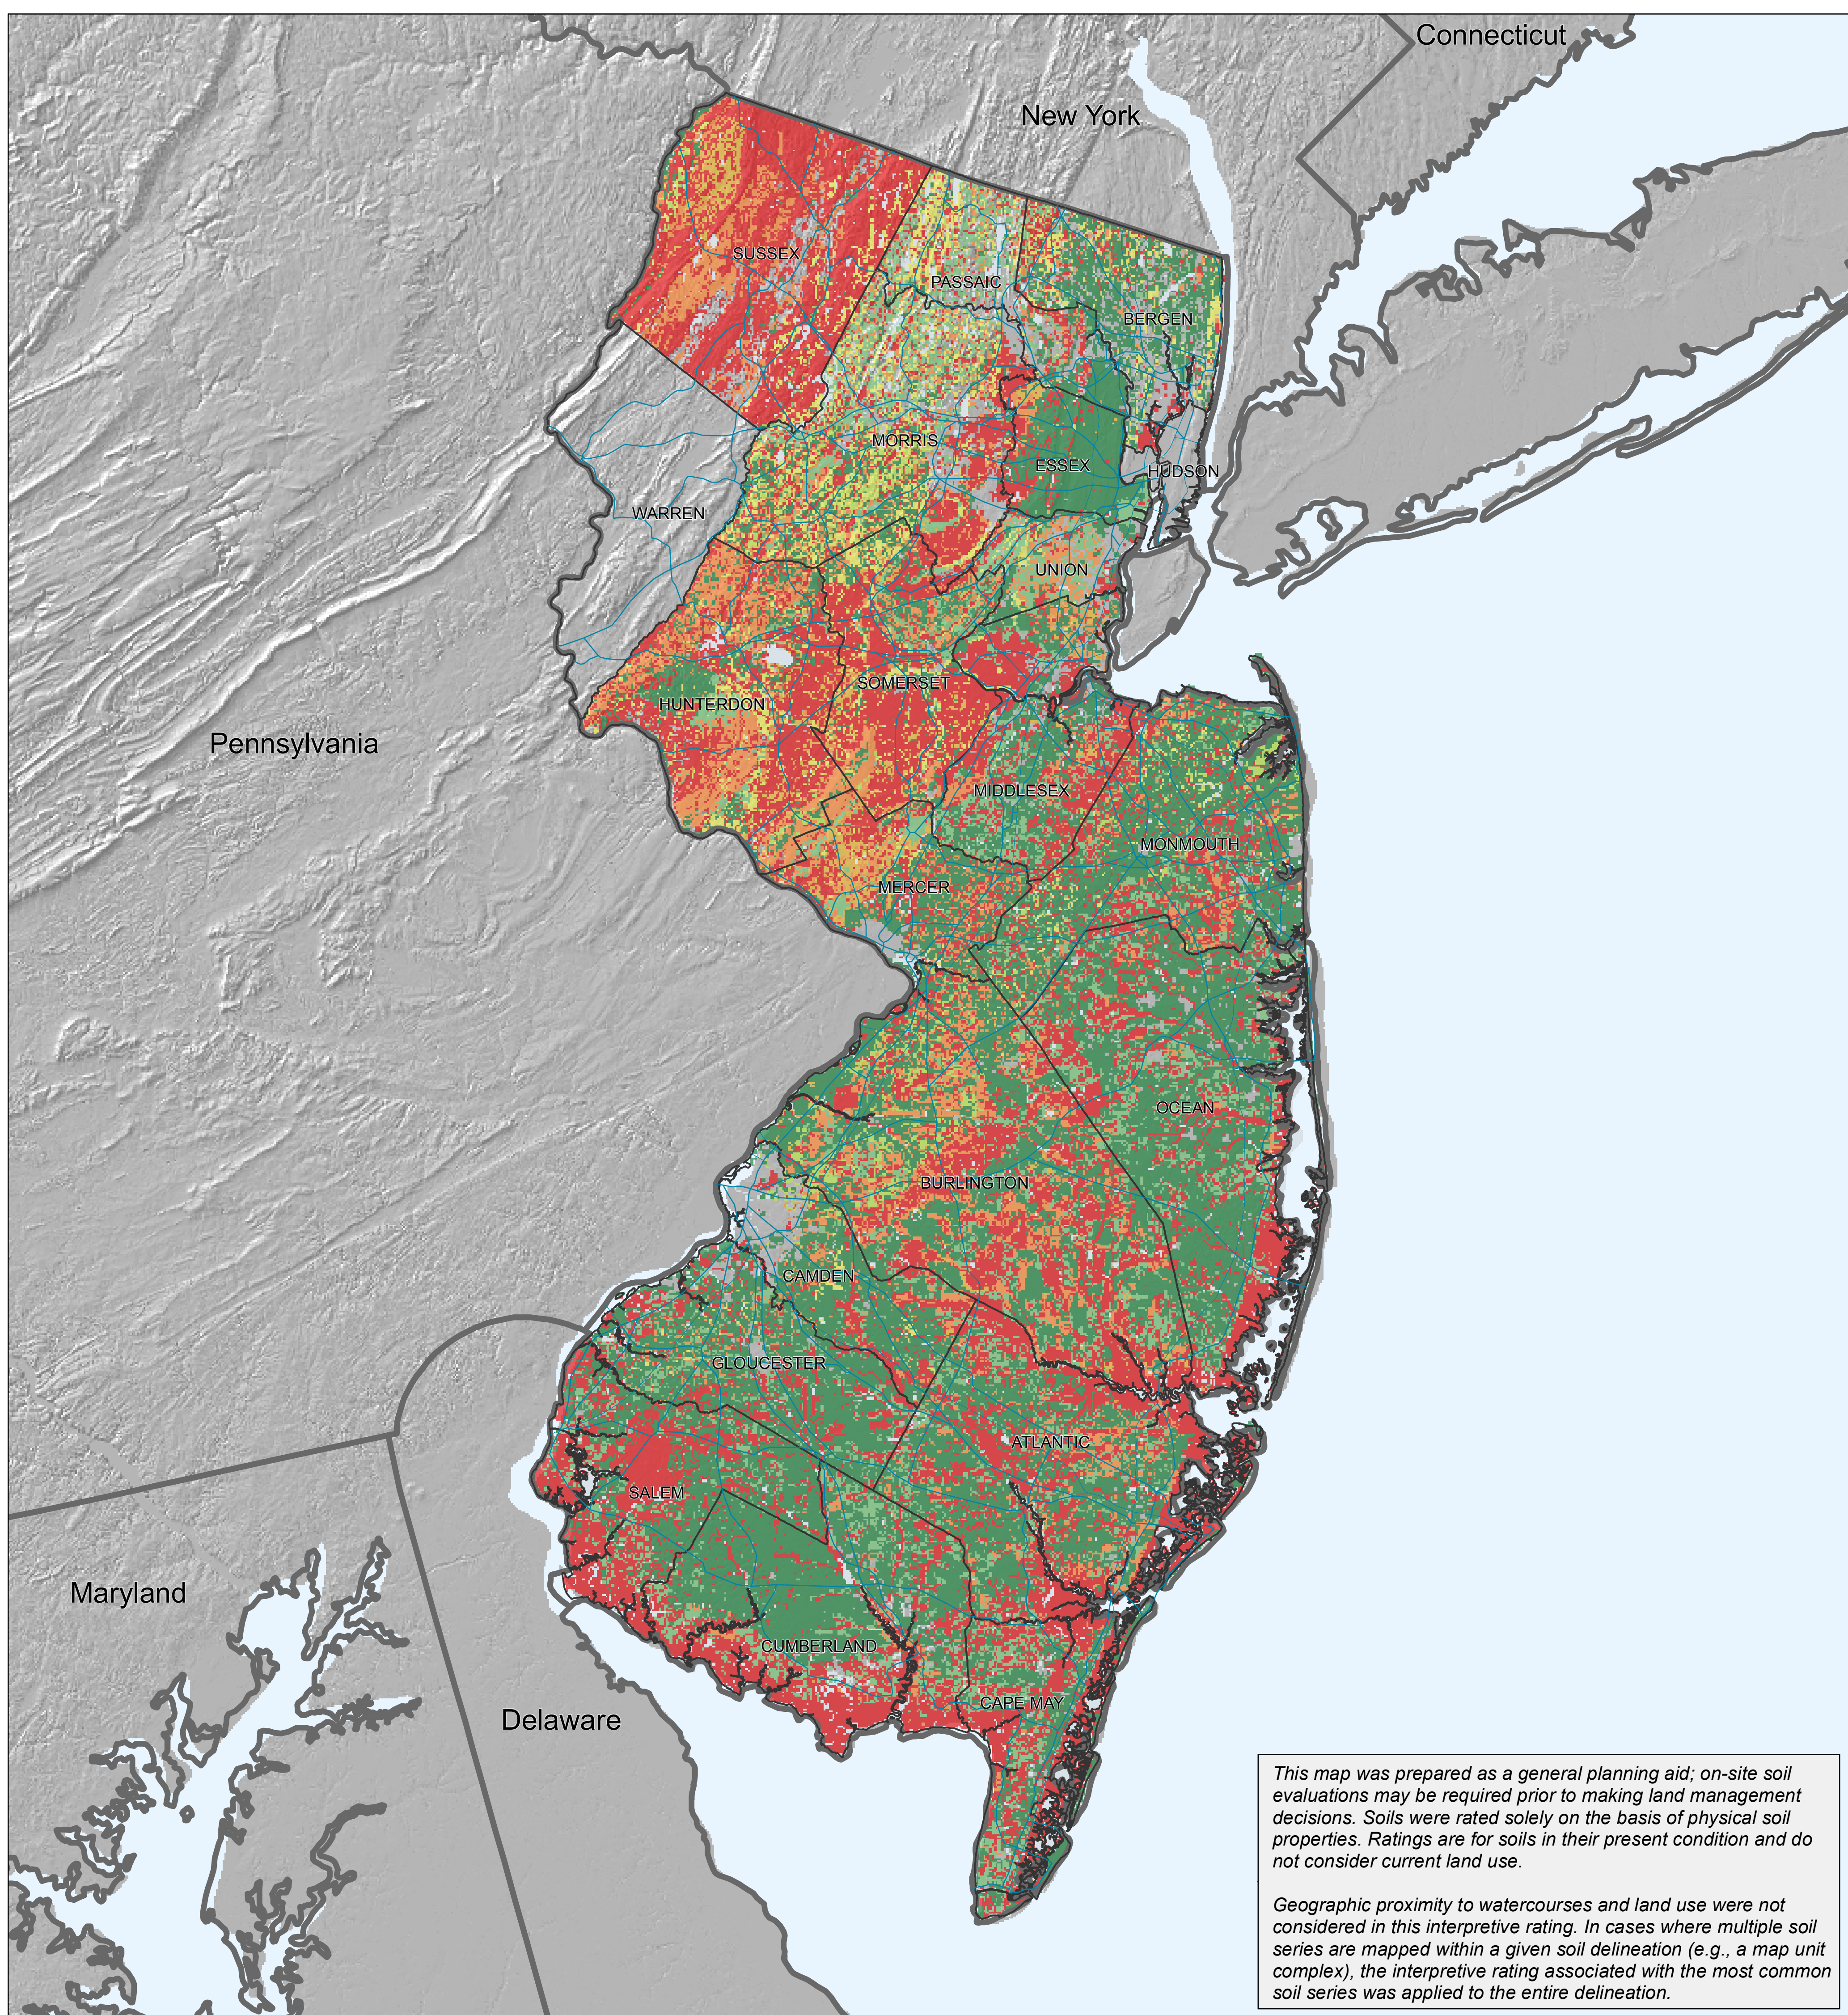 Connecticut
New York
SUSSEX
PASSAIC
BERGEN
MORRIS
ESSEX
HUDSON
WARREN
UNION
SOMERSET
HUNTERDON
Pennsylvania
MIDDLESEX
MONMOUTH
MERCER
OCEAN
BURLINGTON
CAMDEN
GLOUCESTER
ATLANTIC
SALEM
Maryland
CUMBERLAND
CAPE MAY
Delaware
This map was prepared as a general planning aid; on-site soil
evaluations may be required prior to making land management
decisions. Soils were rated solely on the basis of physical soil
properties. Ratings are for soils in their present condition and do
not consider current land use.
Geographic proximity to watercourses and land use were not
considered in this interpretive rating. In cases where multiple soil
series are mapped within a given soil delineation (e.g., a map unit
complex), the interpretive rating associated with the most common
soil series was applied to the entire delineation.